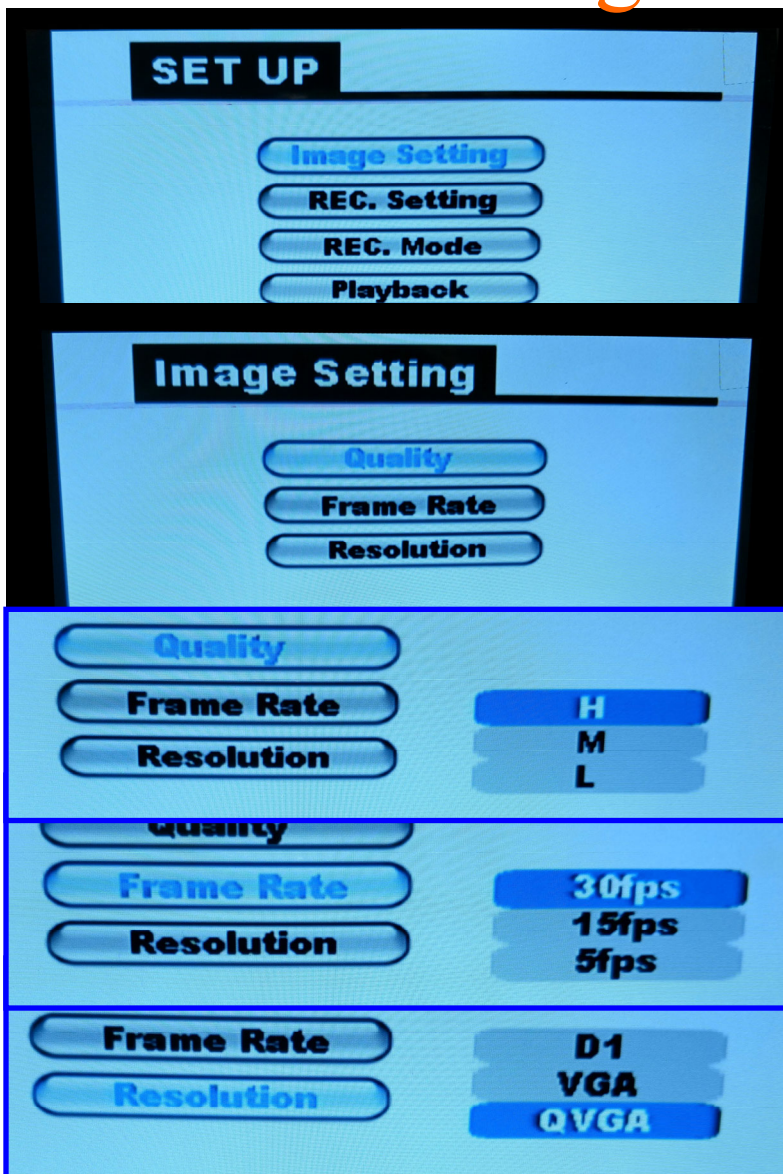 SET UP
Image Setting
REC. Setting
REC. Mode
Playback
Image Setting
Quality
Frame Rate
Resolution
Quality
Frame Rate
Resolution
H
M
L
Quality
Frame Rate
Resolution
30fps
15fps
5fps
Frame Rate
Resolution
D1
VGA
QVGA